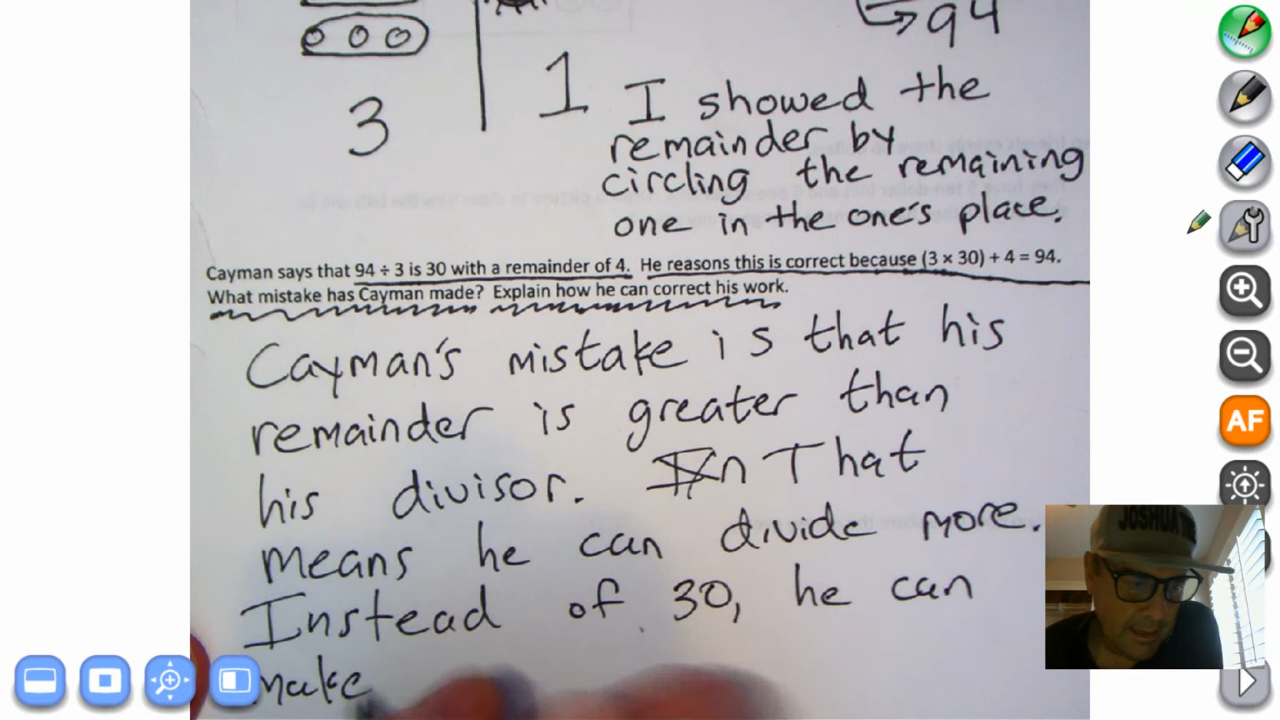 94
3
1
I showed the
remainder by
circling the remaining
one in the one's place.
Cayman says that 94 ÷ 3 is 30 with a remainder of 4. He reasons this is correct because (3 × 30) + 4 = 94.
What mistake has Cayman made? Explain how he can correct his work.
Cayman's mistake is that his
remainder is greater than
his divisor. That
means he can divide more.
Instead of 30, he can
make
AF
JOSHUA